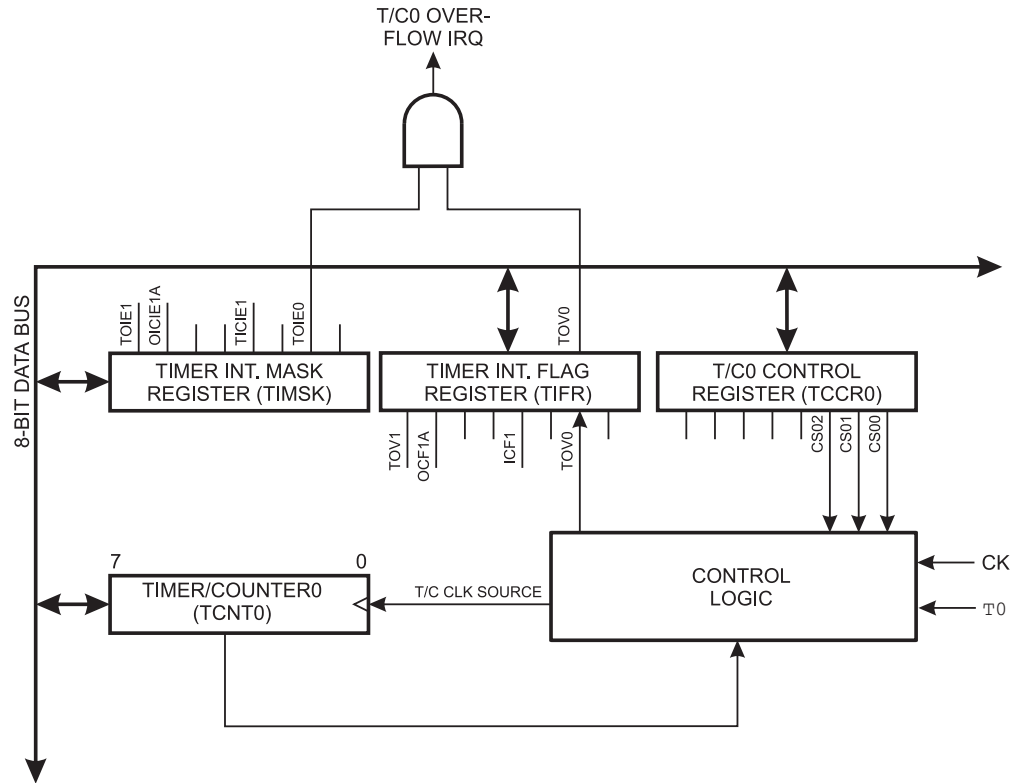 T/C0 OVER-
FLOW IRQ
8-BIT DATA BUS
TOIE1
OICIE1A
TICIE1
TOIE0
TOV0
TIMER INT. MASK
REGISTER (TIMSK)
TIMER INT. FLAG
REGISTER (TIFR)
T/C0 CONTROL
REGISTER (TCCR0)
TOV1
OCF1A
ICF1
TOV0
CS02
CS01
CS00
7
0
TIMER/COUNTER0
(TCNT0)
T/C CLK SOURCE
CONTROL
LOGIC
CK
T0